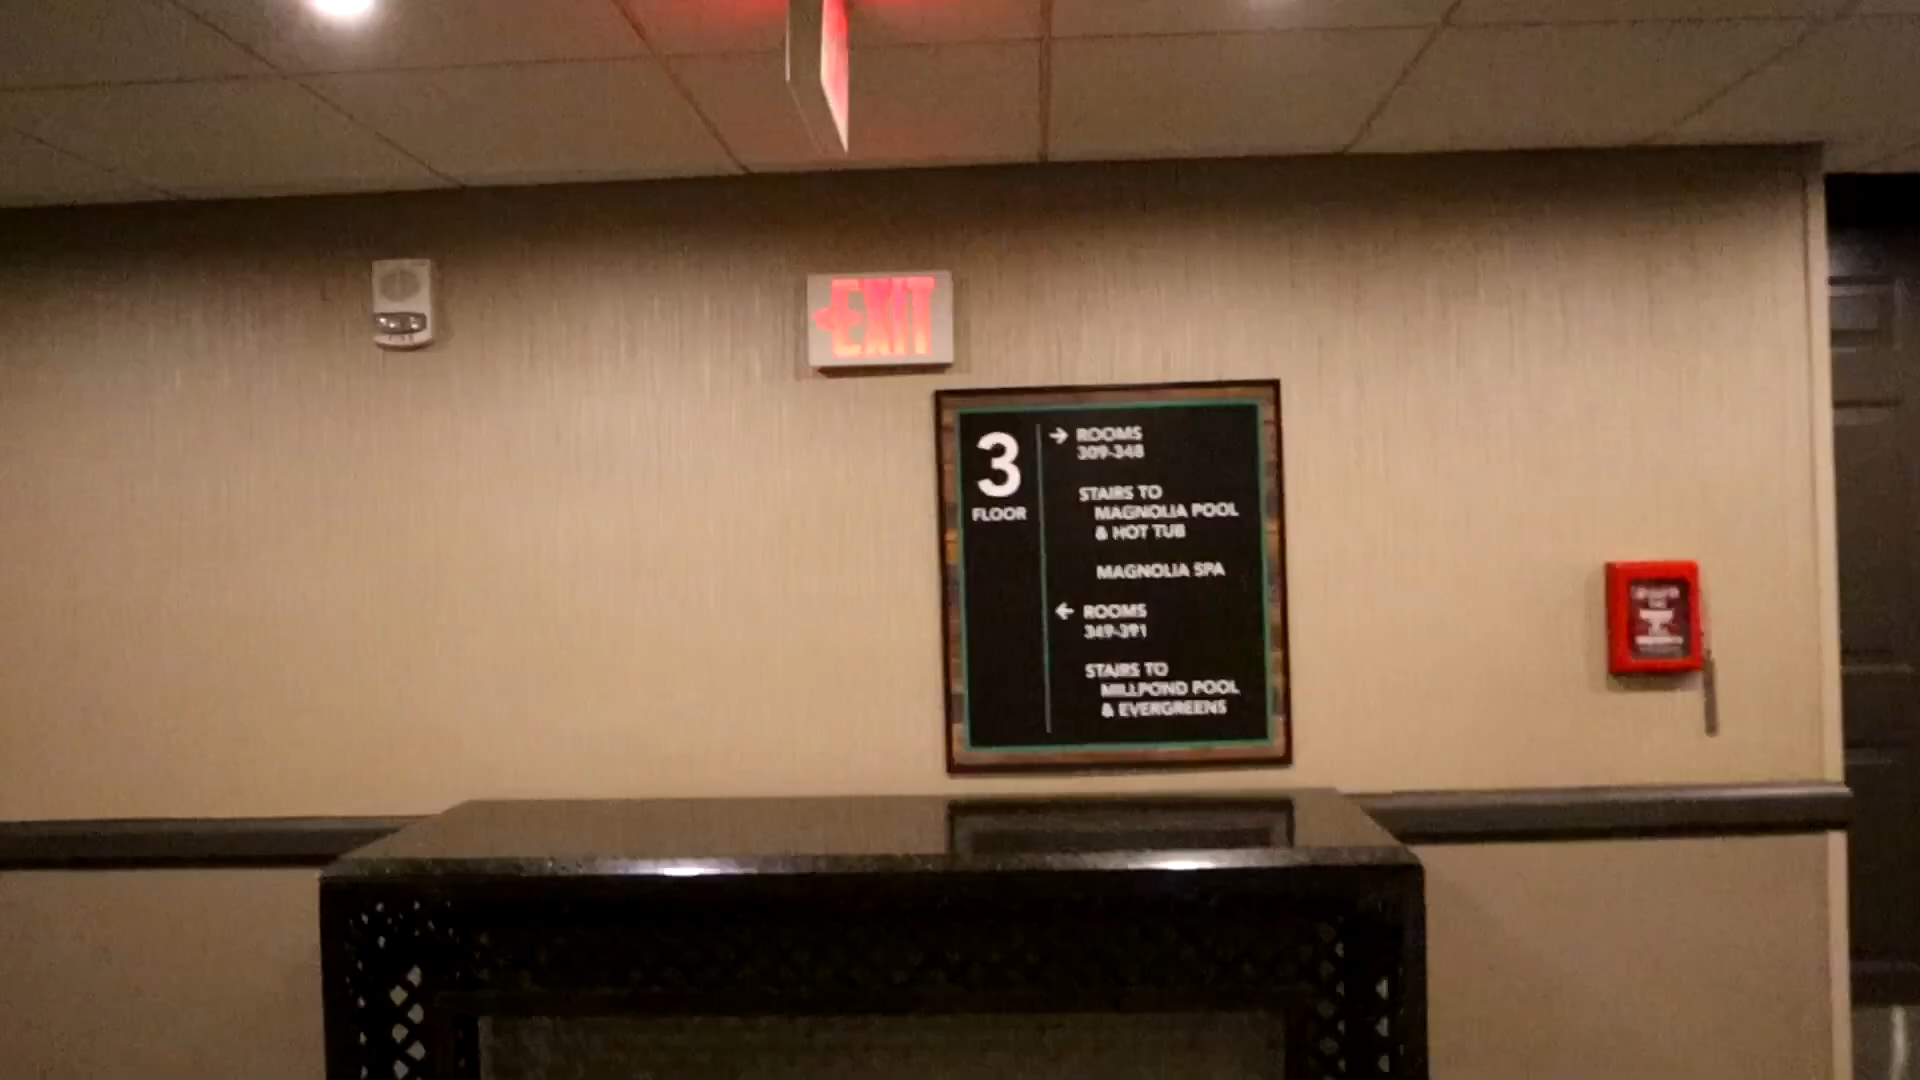 EXIT
3
FLOOR
→ ROOMS
309-348
STAIRS TO
MAGNOLIA POOL
& HOT TUB
MAGNOLIA SPA
← ROOMS
349-391
STAIRS TO
MILLPOND POOL
& EVERGREENS